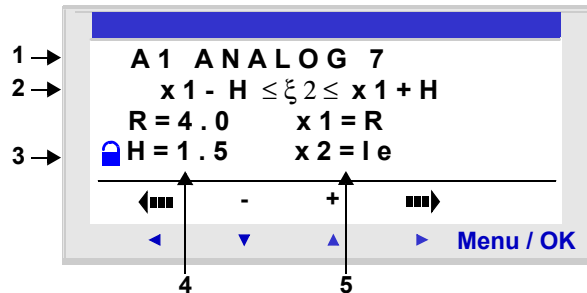 1 A1 ANALOG 7
2 x1 - H ≤ ξ2 ≤ x1 + H
R = 4.0 x1 = R
3 H = 1.5 x2 = Ie
- +
Menu / OK
4 5